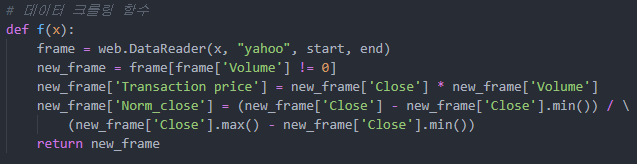 # 데이터 크롤링 함수
def f(x):
    frame = web.DataReader(x, "yahoo", start, end)
    new_frame = frame[frame['Volume'] != 0]
    new_frame['Transaction price'] = new_frame['Close'] * new_frame['Volume']
    new_frame['Norm_close'] = (new_frame['Close'] - new_frame['Close'].min()) / \
        (new_frame['Close'].max() - new_frame['Close'].min())
    return new_frame